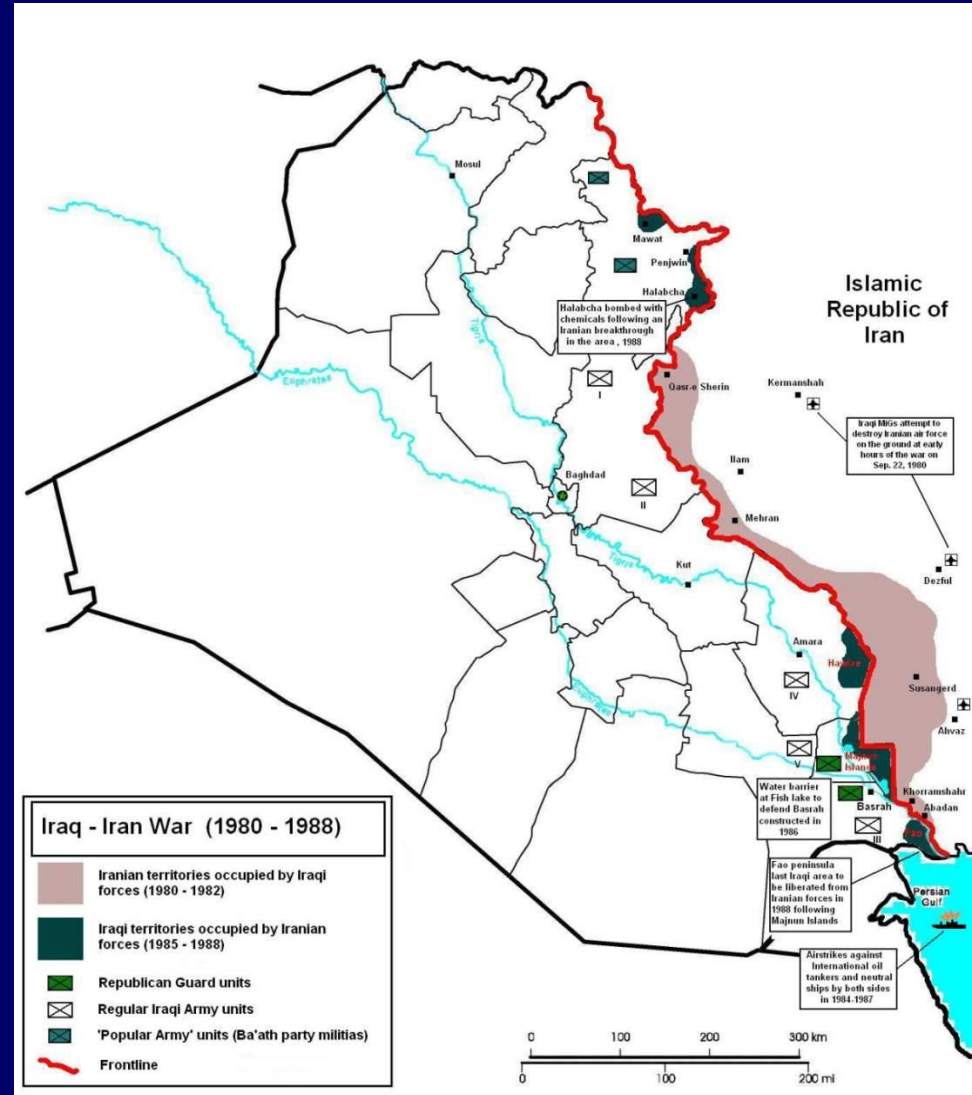 Mosul
Mawat
Penjwin
Halabcha
Islamic
Republic of
Iran
Halabcha bombed with
chemicals following an
Iranian breakthrough
in the area , 1988
Tigris
Euphrates
I
Qasr-e Sherin
Kermanshah
Iraqi MiGs attempt to
destroy Iranian air force
on the ground at early
hours of the war on
Sep. 22, 1980
Ilam
Baghdad
II
Mehran
Tigris
Kut
Dezful
Amara
IV
Susangerd
Ahvaz
Euphrates
V
Majnun
Islands
Water barrier
at Fish lake to
defend Basrah
constructed in
1986
Basrah
III
Khorramshahr
Abadan
Fao
Fao peninsula
last Iraqi area to
be liberated from
Iranian forces in
1988 following
Majnun Islands
Persian
Gulf
Airstrikes against
International oil
tankers and neutral
ships by both sides
in 1984-1987
Iraq - Iran War (1980 - 1988)
Iranian territories occupied by Iraqi
forces (1980 - 1982)
Iraqi territories occupied by Iranian
forces (1985 - 1988)
Republican Guard units
Regular Iraqi Army units
'Popular Army' units (Ba'ath party militias)
Frontline
0 100 200 300 km
0 100 200 mi